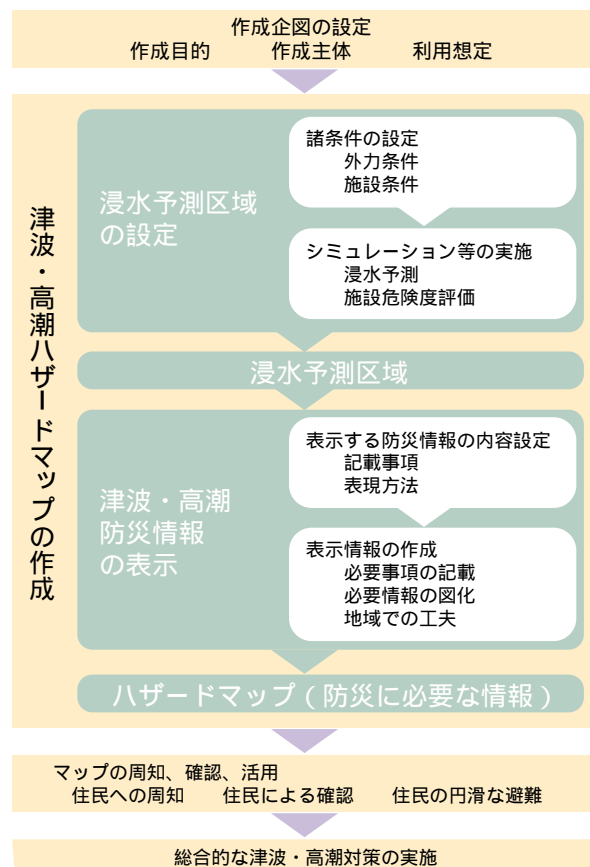 作成企図の設定
作成目的　作成主体　利用想定
津波・高潮ハザードマップの作成
浸水予測区域
の設定
諸条件の設定
外力条件
施設条件
シミュレーション等の実施
浸水予測
施設危険度評価
浸水予測区域
津波・高潮
防災情報
の表示
表示する防災情報の内容設定
記載事項
表現方法
表示情報の作成
必要事項の記載
必要情報の図化
地域での工夫
ハザードマップ（防災に必要な情報）
マップの周知、確認、活用
住民への周知　住民による確認　住民の円滑な避難
総合的な津波・高潮対策の実施